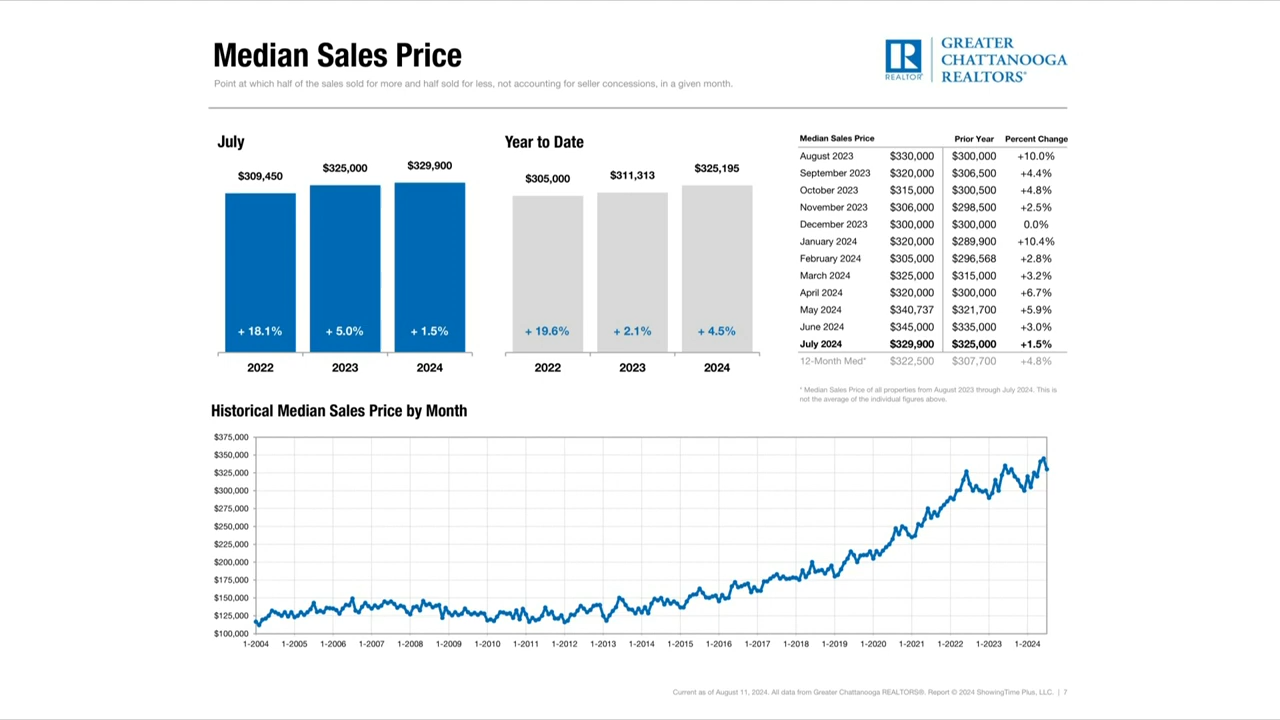 Median Sales Price
Point at which half of the sales sold for more and half sold for less, not accounting for seller concessions, in a given month.
R
REALTOR®
GREATER
CHATTANOOGA
REALTORS®
July
$309,450
$325,000
$329,900
+ 18.1%
+ 5.0%
+ 1.5%
2022
2023
2024
Year to Date
$305,000
$311,313
$325,195
+ 19.6%
+ 2.1%
+ 4.5%
2022
2023
2024
Median Sales Price Prior Year Percent Change
August 2023 $330,000 $300,000 +10.0%
September 2023 $320,000 $306,500 +4.4%
October 2023 $315,000 $300,500 +4.8%
November 2023 $306,000 $298,500 +2.5%
December 2023 $300,000 $300,000 0.0%
January 2024 $320,000 $289,900 +10.4%
February 2024 $305,000 $296,568 +2.8%
March 2024 $325,000 $315,000 +3.2%
April 2024 $320,000 $300,000 +6.7%
May 2024 $340,737 $321,700 +5.9%
June 2024 $345,000 $335,000 +3.0%
July 2024 $329,900 $325,000 +1.5%
12-Month Med* $322,500 $307,700 +4.8%
* Median Sales Price of all properties from August 2023 through July 2024. This is
not the average of the individual figures above.
Historical Median Sales Price by Month
$375,000
$350,000
$325,000
$300,000
$275,000
$250,000
$225,000
$200,000
$175,000
$150,000
$125,000
$100,000
1-2004 1-2005 1-2006 1-2007 1-2008 1-2009 1-2010 1-2011 1-2012 1-2013 1-2014 1-2015 1-2016 1-2017 1-2018 1-2019 1-2020 1-2021 1-2022 1-2023 1-2024
Current as of August 11, 2024. All data from Greater Chattanooga REALTORS®. Report © 2024 ShowingTime Plus, LLC. | 7